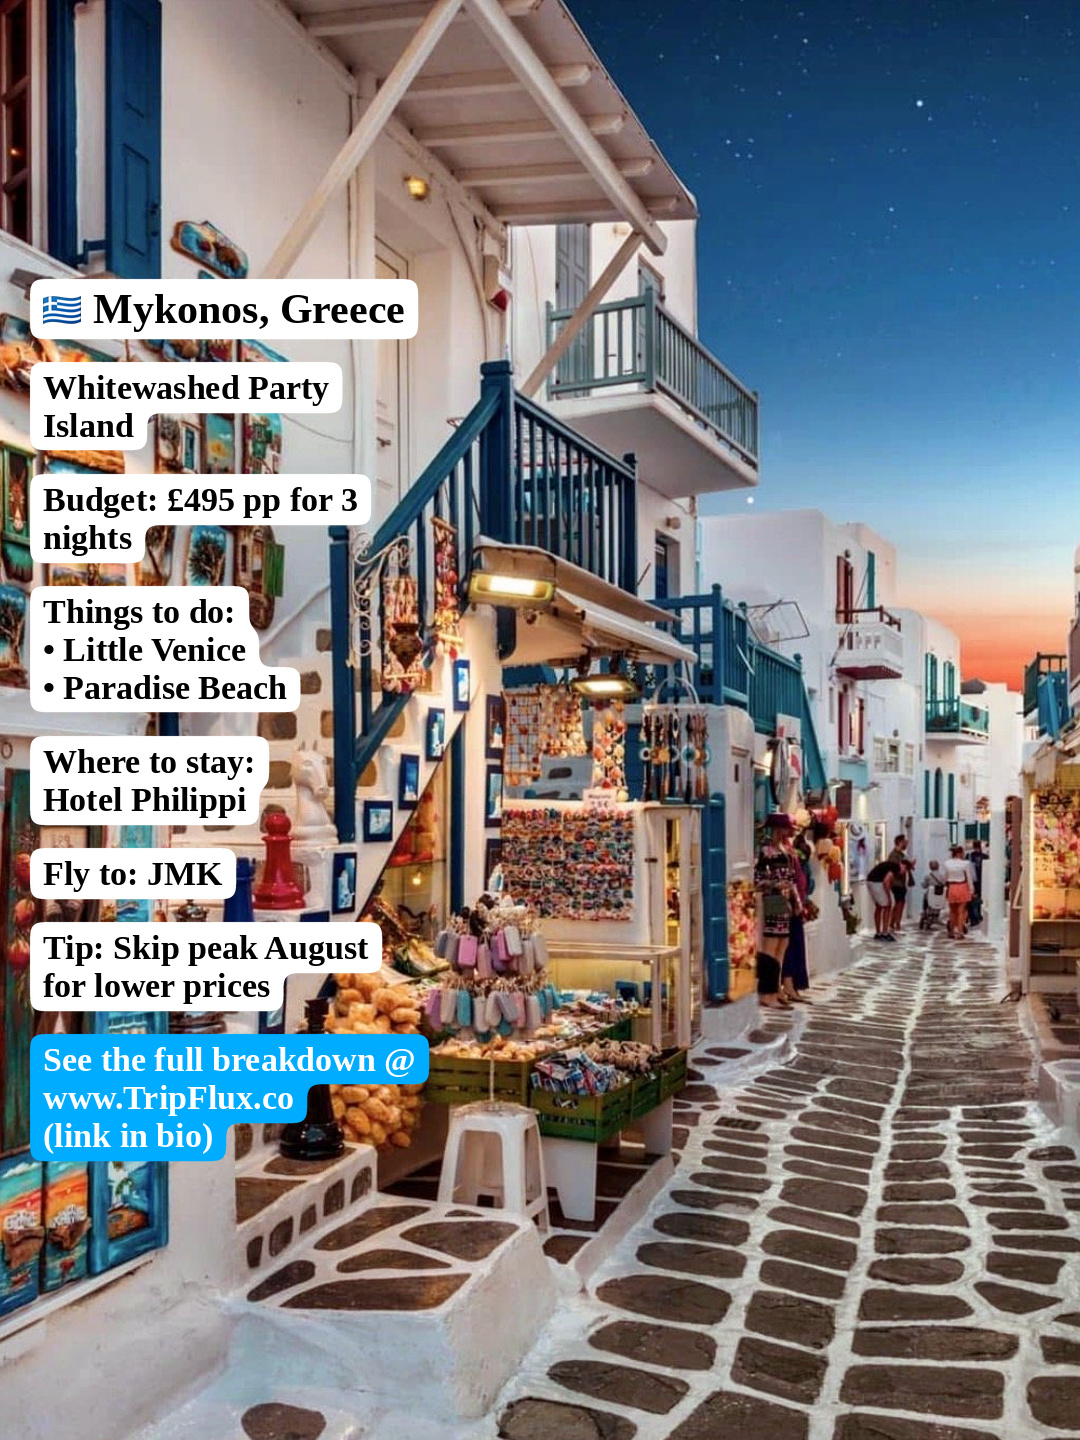 🇬🇷 Mykonos, Greece
Whitewashed Party
Island
Budget: £495 pp for 3
nights
Things to do:
• Little Venice
• Paradise Beach
Where to stay:
Hotel Philippi
Fly to: JMK
Tip: Skip peak August
for lower prices
See the full breakdown @
www.TripFlux.co
(link in bio)